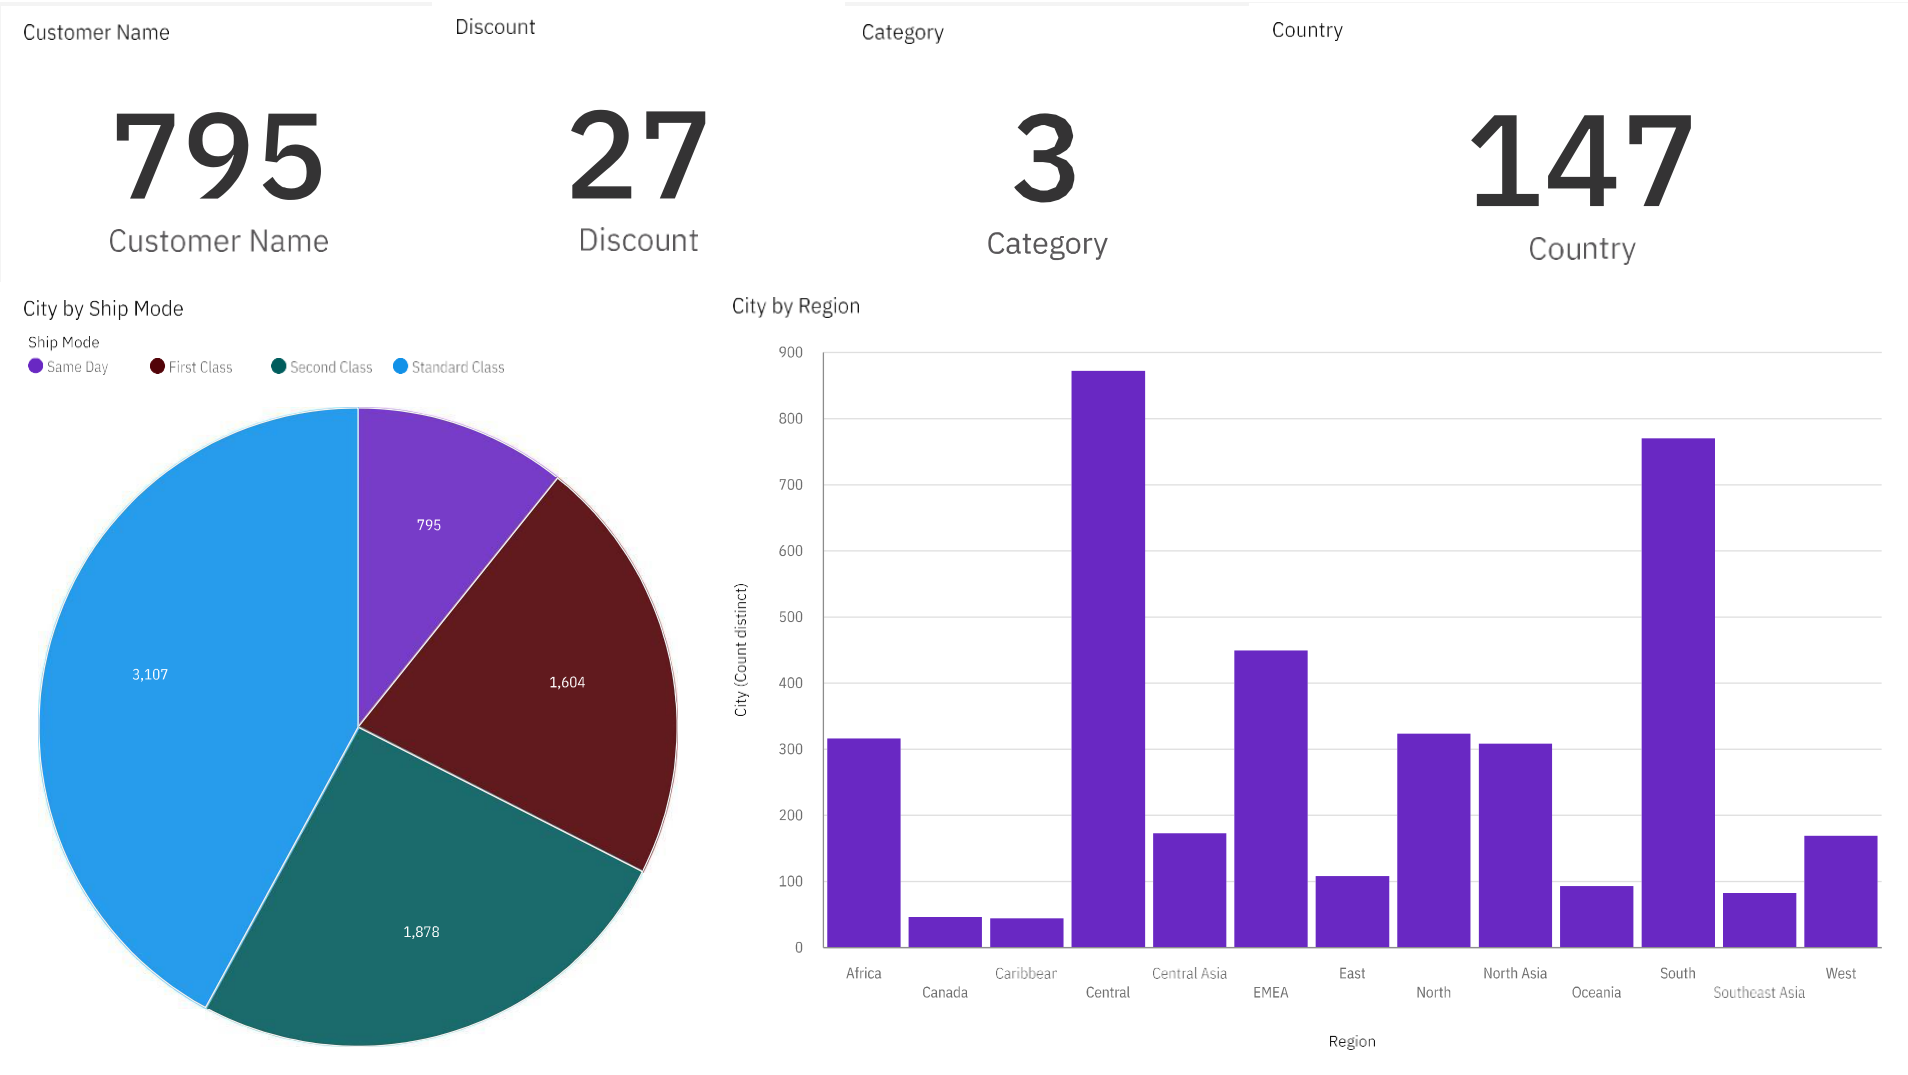 Customer Name
795
Customer Name
Discount
27
Discount
Category
3
Category
Country
147
Country
City by Ship Mode
Ship Mode
Same Day
First Class
Second Class
Standard Class
795
1,604
1,878
3,107
City by Region
City (Count distinct)
900
800
700
600
500
400
300
200
100
0
Africa
Canada
Caribbean
Central
Central Asia
EMEA
East
North
North Asia
Oceania
South
Southeast Asia
West
Region